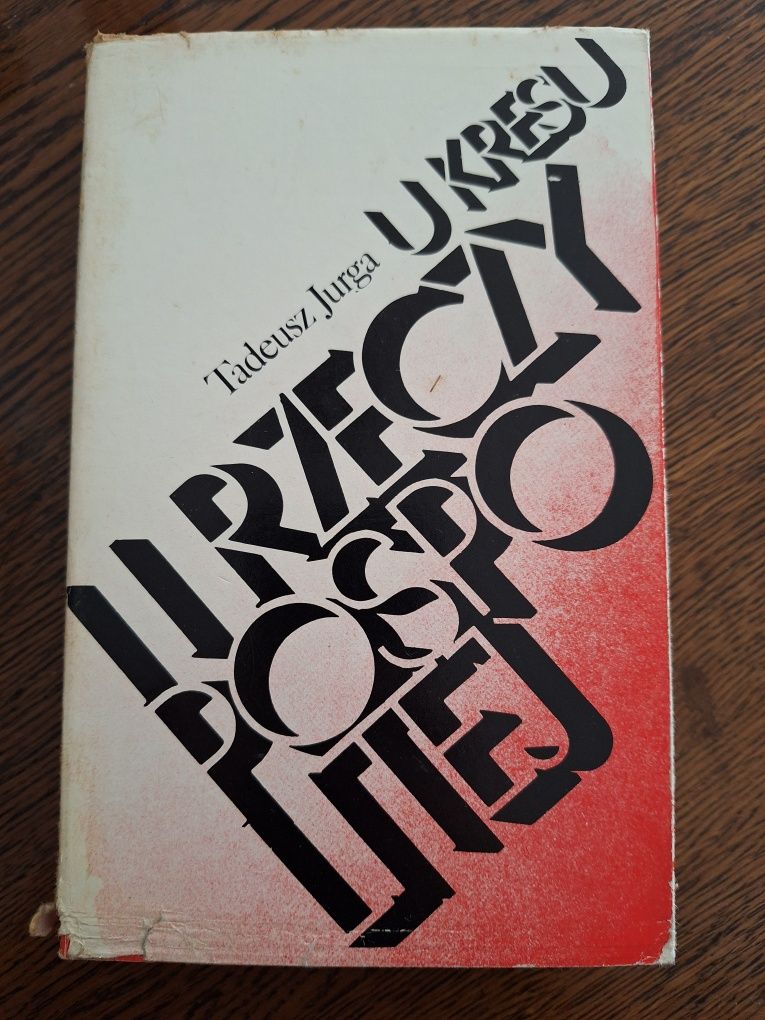 Tadeusz Jurga
U KRESU
II RZECZY
POSPO
LITEJ